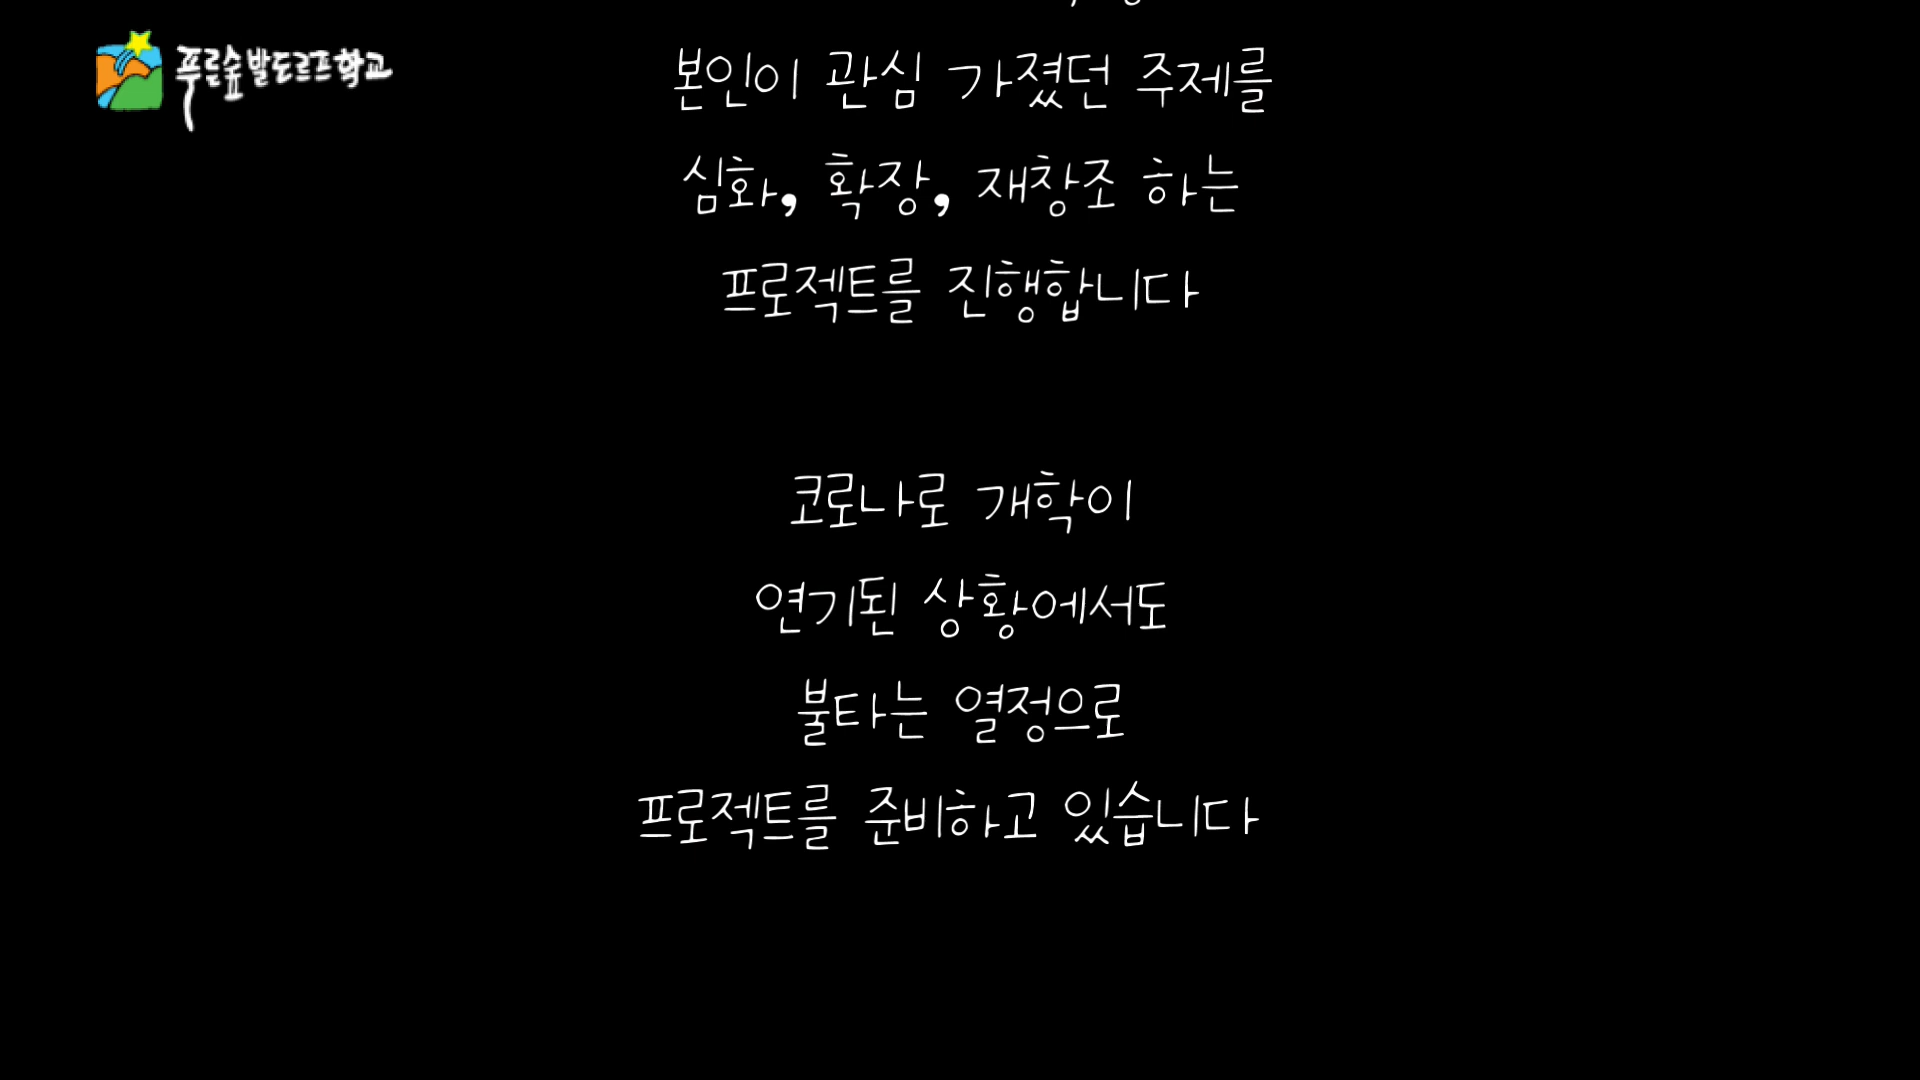 푸른숲발도르프학교
본인이 관심 가졌던 주제를
심화, 확장, 재창조 하는
프로젝트를 진행합니다
코로나로 개학이
연기된 상황에서도
불타는 열정으로
프로젝트를 준비하고 있습니다